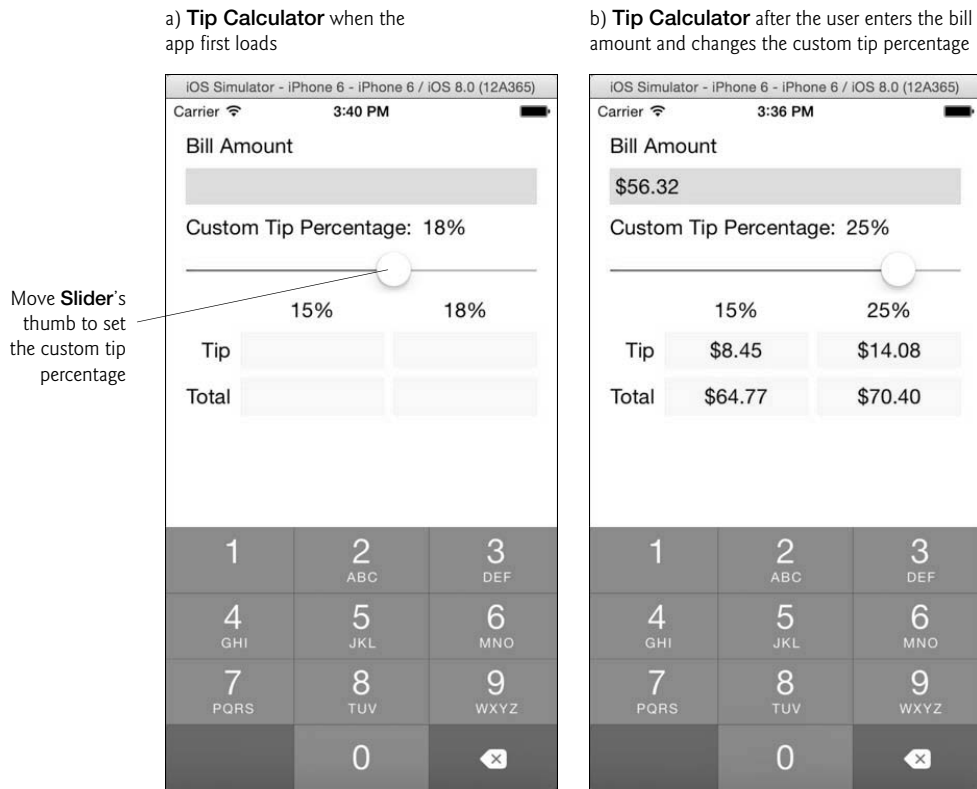 a) Tip Calculator when the
app first loads
iOS Simulator - iPhone 6 - iPhone 6 / iOS 8.0 (12A365)
Carrier 3:40 PM
Bill Amount
Custom Tip Percentage: 18%
Move Slider's
thumb to set
the custom tip
percentage
15% 18%
Tip
Total
1 2 3
ABC DEF
4 5 6
GHI JKL MNO
7 8 9
PQRS TUV WXYZ
0
b) Tip Calculator after the user enters the bill
amount and changes the custom tip percentage
iOS Simulator - iPhone 6 - iPhone 6 / iOS 8.0 (12A365)
Carrier 3:36 PM
Bill Amount
$56.32
Custom Tip Percentage: 25%
15% 25%
Tip $8.45 $14.08
Total $64.77 $70.40
1 2 3
ABC DEF
4 5 6
GHI JKL MNO
7 8 9
PQRS TUV WXYZ
0